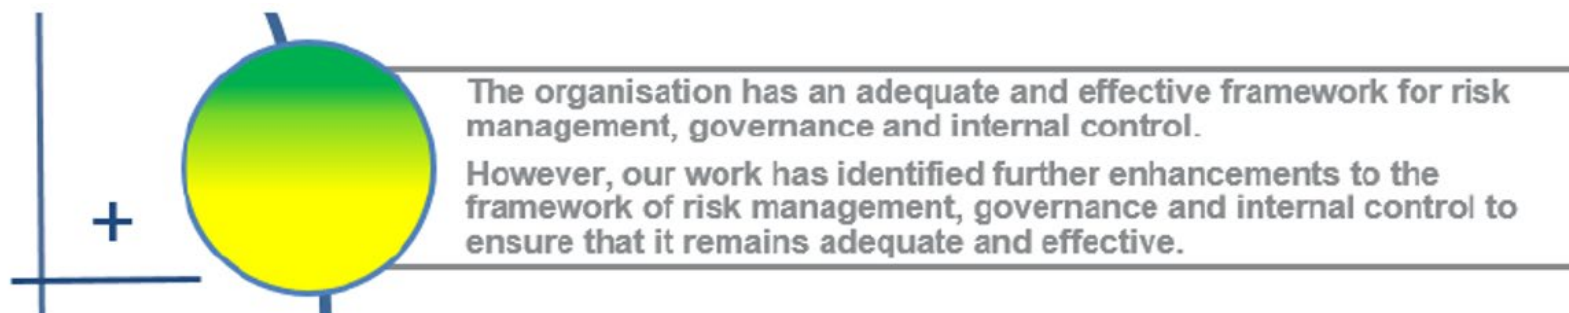 The organisation has an adequate and effective framework for risk
management, governance and internal control.
However, our work has identified further enhancements to the
framework of risk management, governance and internal control to
ensure that it remains adequate and effective.
+